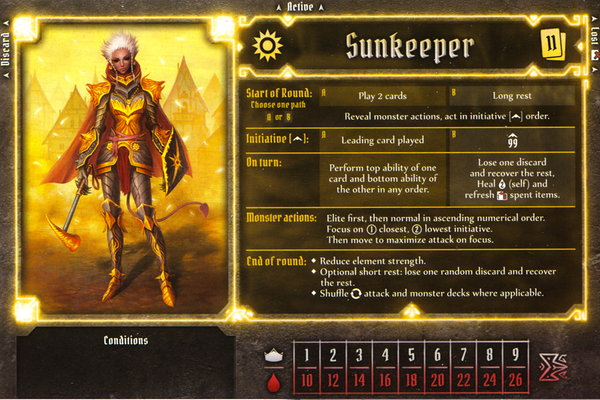 Active
Discard
Lost
Sunkeeper
11
Start of Round:
Choose one path
A or B
A Play 2 cards
B Long rest
Reveal monster actions, act in initiative [ ] order.
Initiative [ ]:
A Leading card played
B 99
On turn:
Perform top ability of one
card and bottom ability of
the other in any order.
Lose one discard
and recover the rest,
Heal 2 (self) and
refresh spent items.
Monster actions:
Elite first, then normal in ascending numerical order.
Focus on 1 closest, 2 lowest initiative.
Then move to maximize attack on focus.
End of round:
Reduce element strength.
Optional short rest: lose one random discard and recover
the rest.
Shuffle attack and monster decks where applicable.
Conditions
1 2 3 4 5 6 7 8 9
10 12 14 16 18 20 22 24 26